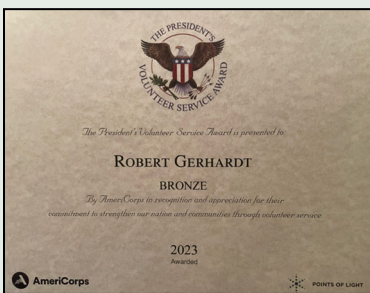 THE PRESIDENT'S
VOLUNTEER SERVICE AWARD
The President's Volunteer Service Award is presented to
ROBERT GERHARDT
BRONZE
By AmeriCorps in recognition and appreciation for their
commitment to strengthen our nation and communities through volunteer service
2023
Awarded
AmeriCorps
POINTS OF LIGHT